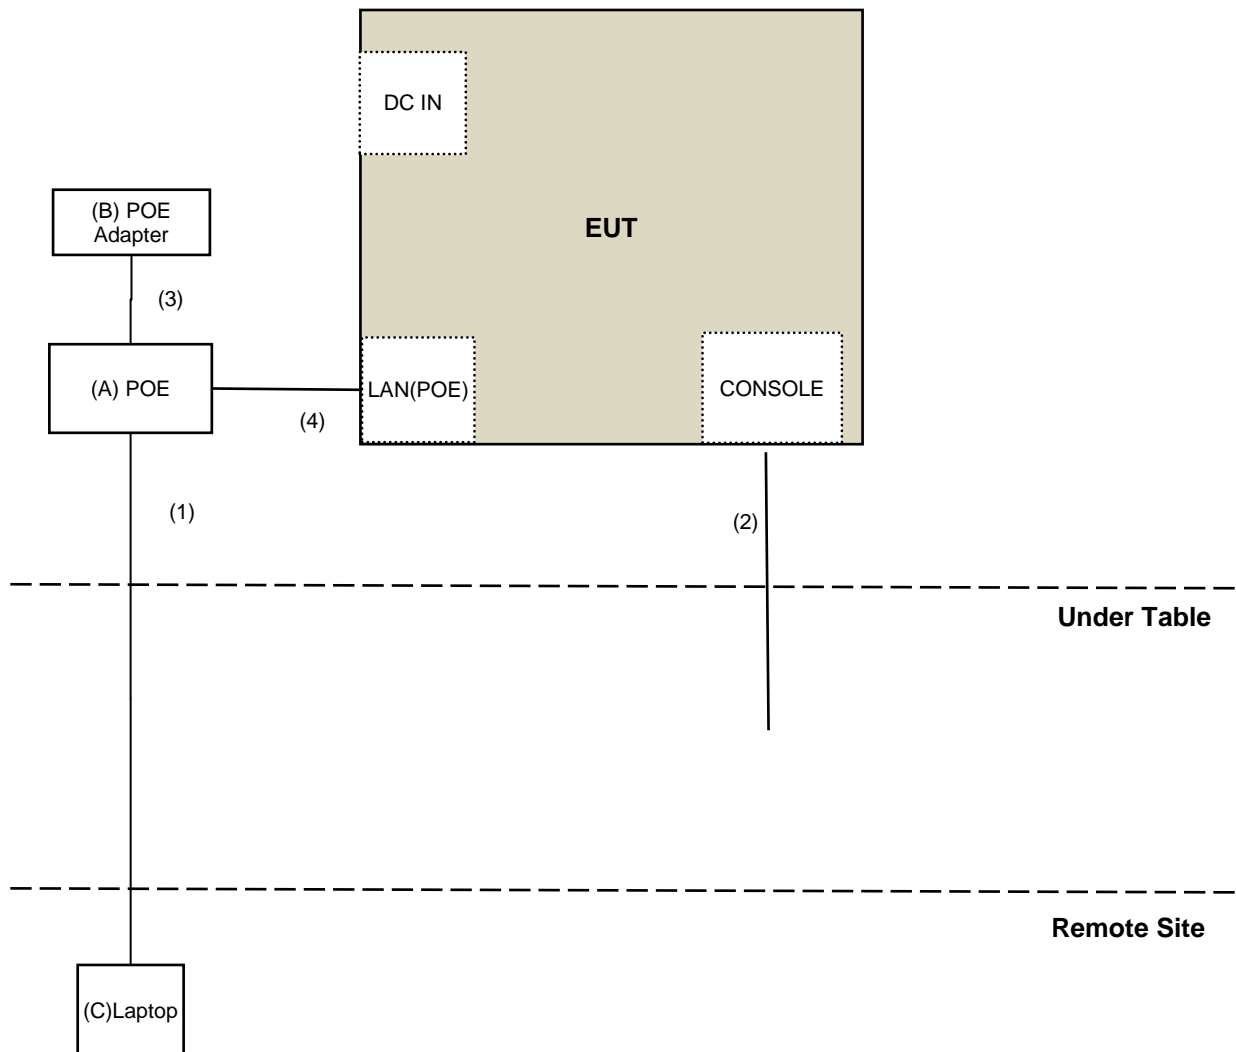 DC IN
(B) POE
Adapter
EUT
(3)
(A) POE
LAN(POE)
CONSOLE
(4)
(1)
(2)
Under Table
Remote Site
(C)Laptop